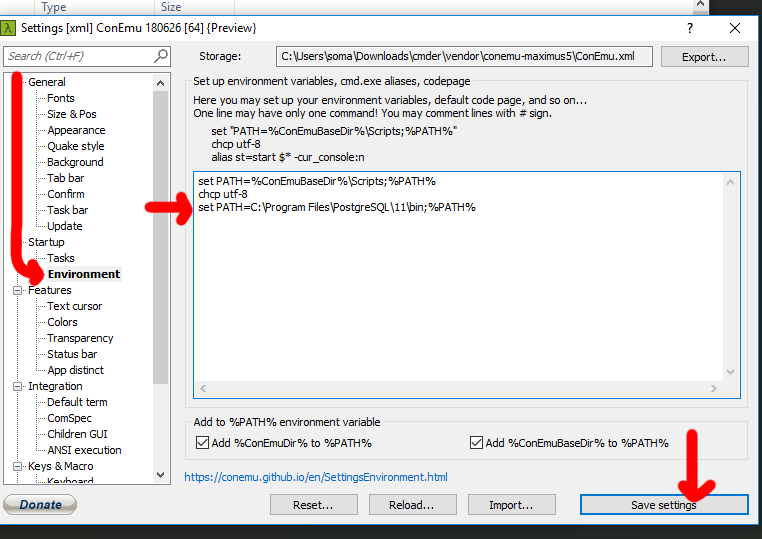 Type
Size
Settings [xml] ConEmu 180626 [64] {Preview}
?
Search (Ctrl+F)
Storage:
C:\Users\soma\Downloads\cmder\vendor\conemu-maximus5\ConEmu.xml
Export...
General
Fonts
Size & Pos
Appearance
Quake style
Background
Tab bar
Confirm
Task bar
Update
Startup
Tasks
Environment
Features
Text cursor
Colors
Transparency
Status bar
App distinct
Integration
Default term
ComSpec
Children GUI
ANSI execution
Keys & Macro
Keyboard
Set up environment variables, cmd.exe aliases, codepage
Here you may set up your environment variables, default code page, and so on...
One line may have only one command! You may comment lines with # sign.
set "PATH=%ConEmuBaseDir%\Scripts;%PATH%"
chcp utf-8
alias st=start $* -cur_console:n
set PATH=%ConEmuBaseDir%\Scripts;%PATH%
chcp utf-8
set PATH=C:\Program Files\PostgreSQL\11\bin;%PATH%
Add to %PATH% environment variable
Add %ConEmuDir% to %PATH%
Add %ConEmuBaseDir% to %PATH%
https://conemu.github.io/en/SettingsEnvironment.html
Donate
Reset...
Reload...
Import...
Save settings